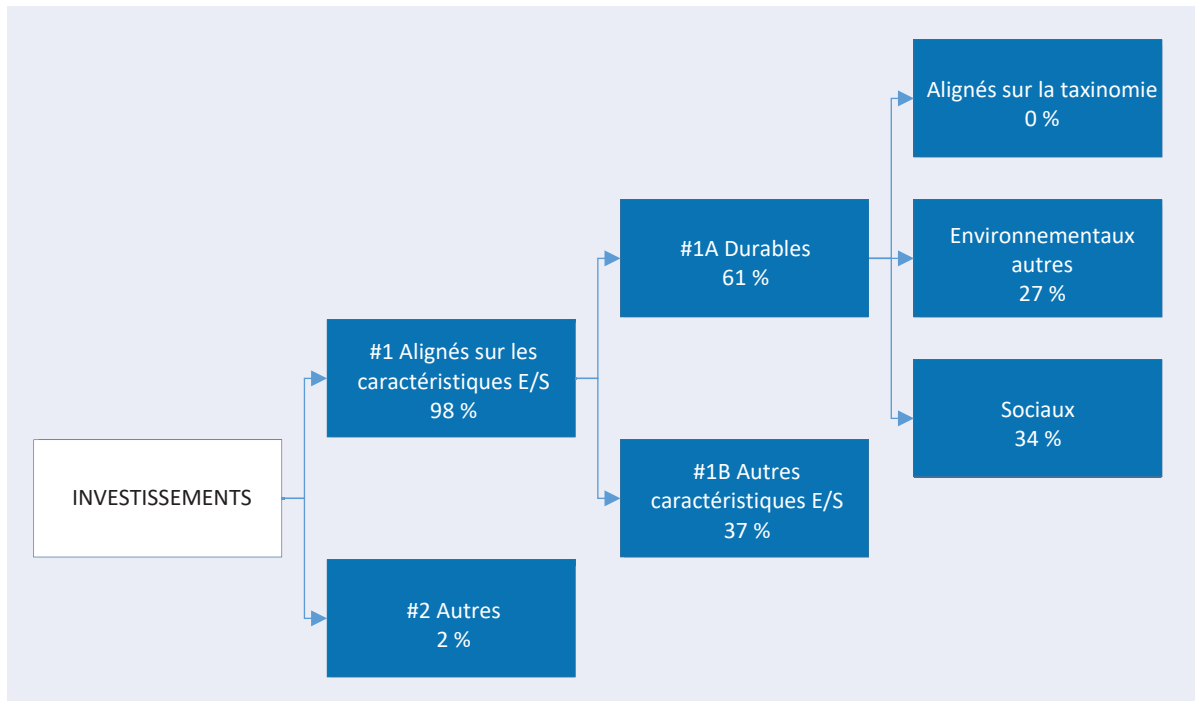 Alignés sur la taxinomie
0 %
#1A Durables
61 %
Environnementaux
autres
27 %
#1 Alignés sur les
caractéristiques E/S
98 %
Sociaux
34 %
INVESTISSEMENTS
#1B Autres
caractéristiques E/S
37 %
#2 Autres
2 %